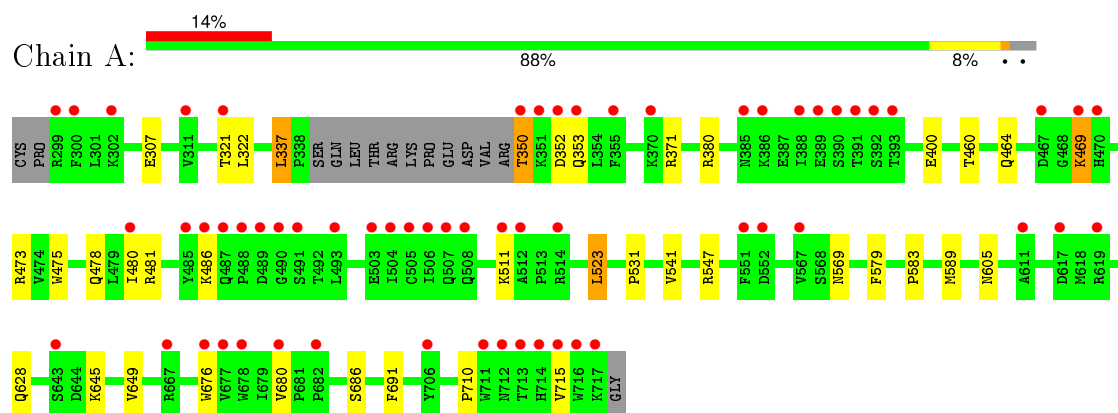 14%
Chain A:
88% 8% • •
CYS PRO R299 F300 L301 K302 E307 V311 T321 L322 L337 P338 SER GLN LEU THR ARG LYS PRO GLU ASP VAL ARG T350 K351 D352 Q353 L354 F355 K370 R371 R380 N385 K386 E387 I388 E389 S390 T391 S392 T393 E400 T460 Q464 D467 G468 K469 H470
R473 V474 W475 Q478 L479 I480 R481 Y485 K486 Q487 P488 D489 G490 S491 T492 L493 E503 I504 C505 I506 Q507 Q508 K511 A512 P513 R514 L523 P531 V541 R547 F551 D552 V567 S568 N569 F579 P583 M589 N605 A611 D617 M618 R619
Q628 S643 D644 K645 V649 R667 W676 V677 W678 I679 V680 P681 P682 S686 F691 Y706 P710 W711 N712 T713 H714 V715 W716 K717 GLY